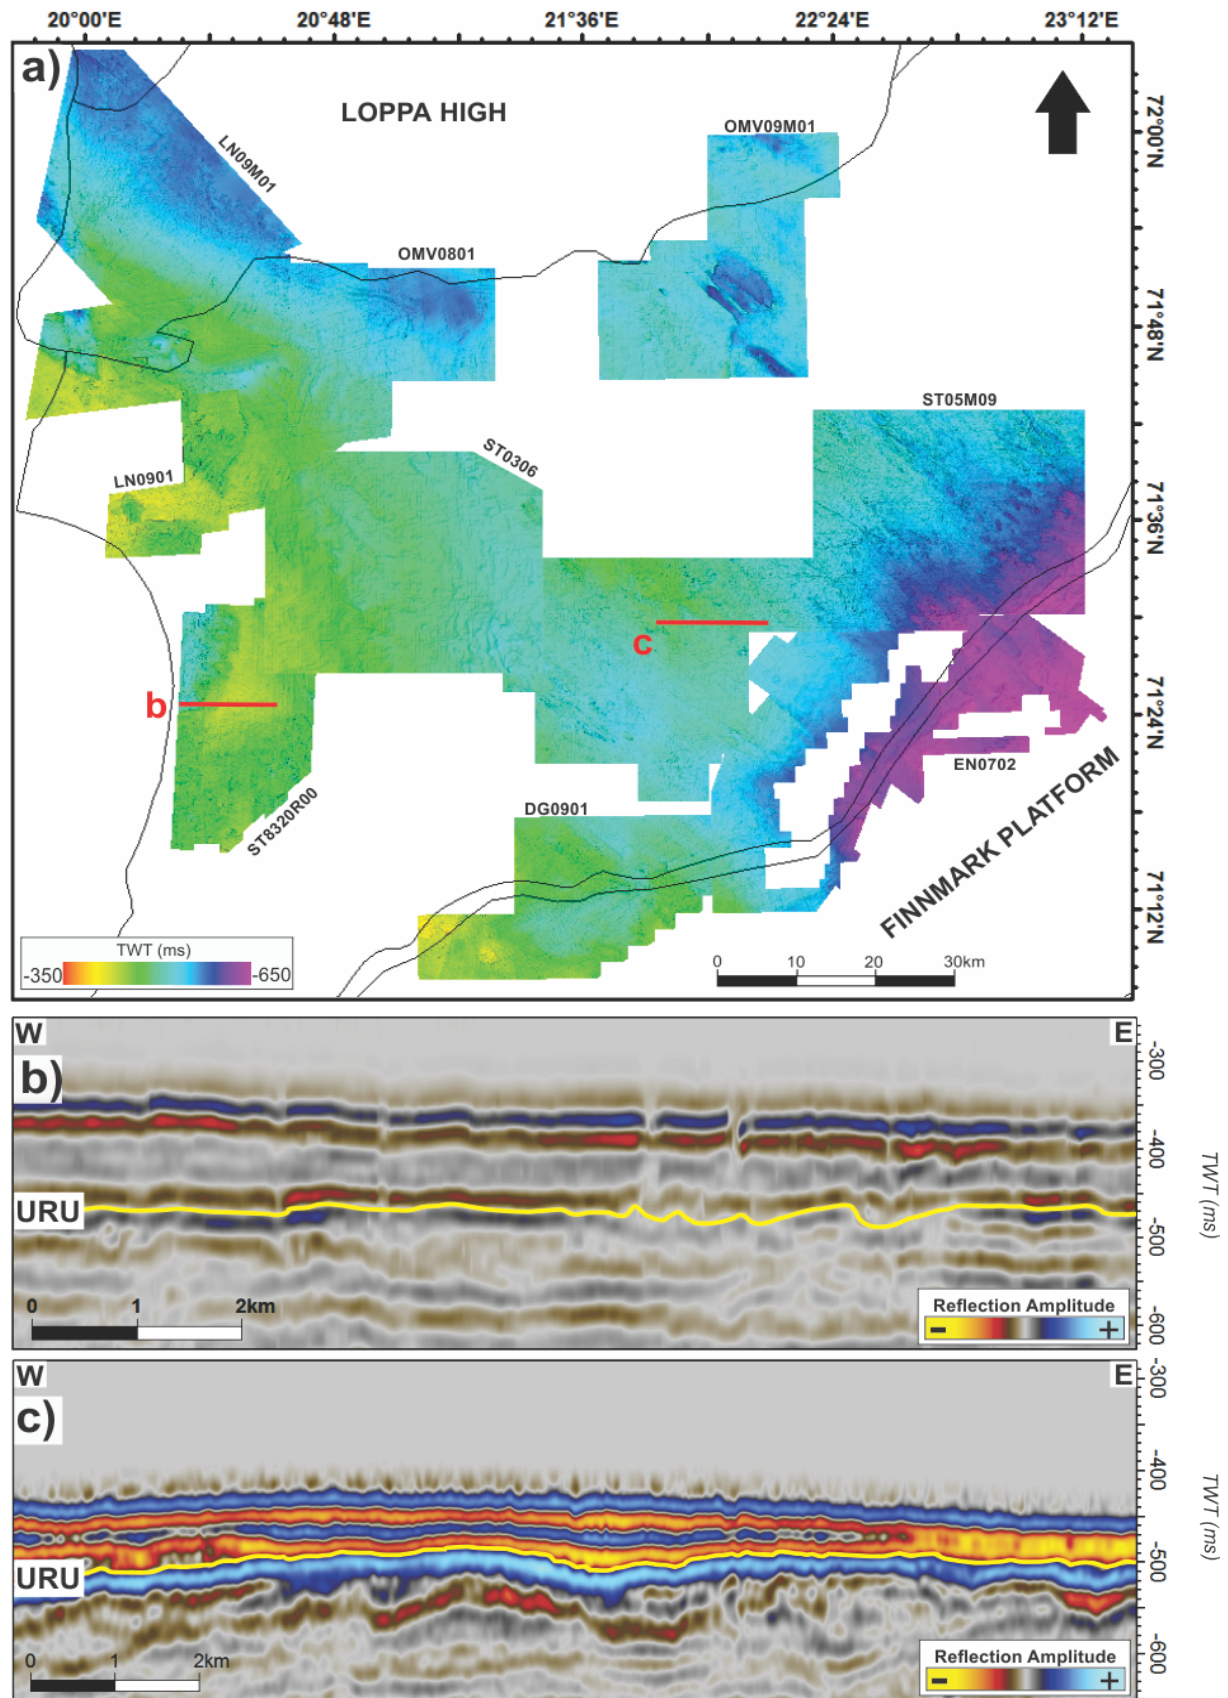 20°00'E 20°48'E 21°36'E 22°24'E 23°12'E
a)
LOPPA HIGH
OMV09M01
72°00'N
LN09M01
OMV0801
71°48'N
ST05M09
ST0306
LN0901
71°36'N
c
b
71°24'N
EN0702
DG0901
ST8320R00
FINNMARK PLATFORM
71°12'N
TWT (ms)
-350 -650
0 10 20 30km
W E
b)
-300
-400
TWT (ms)
URU
-500
0 1 2km
Reflection Amplitude
- +
-600
W E
-300
c)
-400
TWT (ms)
-500
URU
0 1 2km
-600
Reflection Amplitude
- +